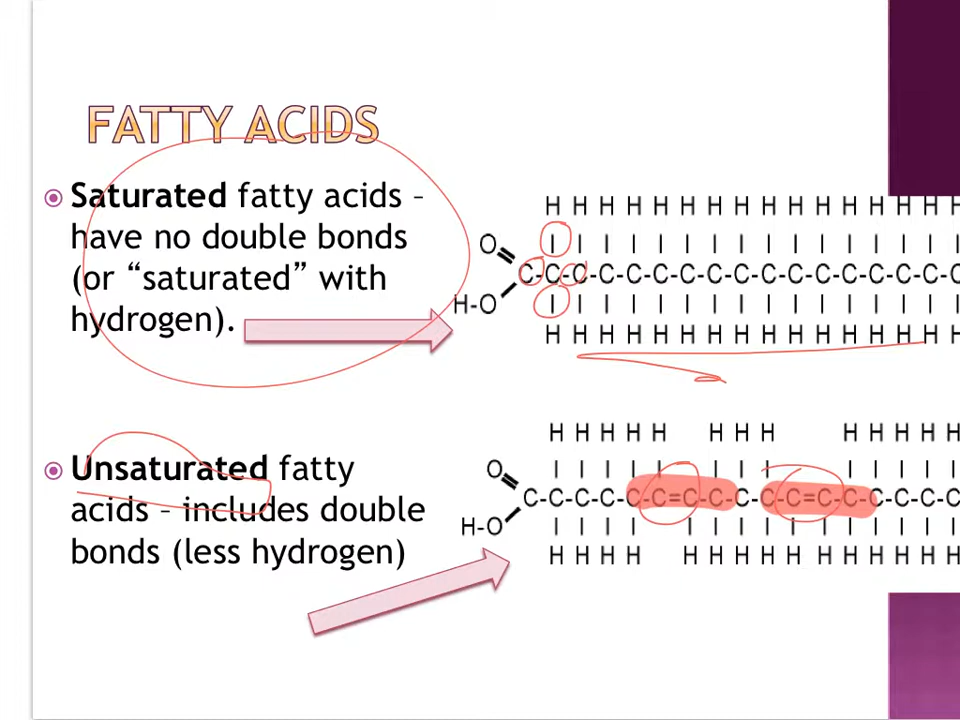 FATTY ACIDS
Saturated fatty acids –
have no double bonds
(or “saturated” with
hydrogen).
H H H H H H H H H H H H H H H H
O
C-C-C-C-C-C-C-C-C-C-C-C-C-C-C-C-C
H-O
H H H H H H H H H H H H H H H H
Unsaturated fatty
acids – includes double
bonds (less hydrogen)
H H H H H H H H H H H H H
O
C-C-C-C-C-C=C-C-C-C-C=C-C-C-C-C-C
H-O
H H H H H H H H H H H H H H H